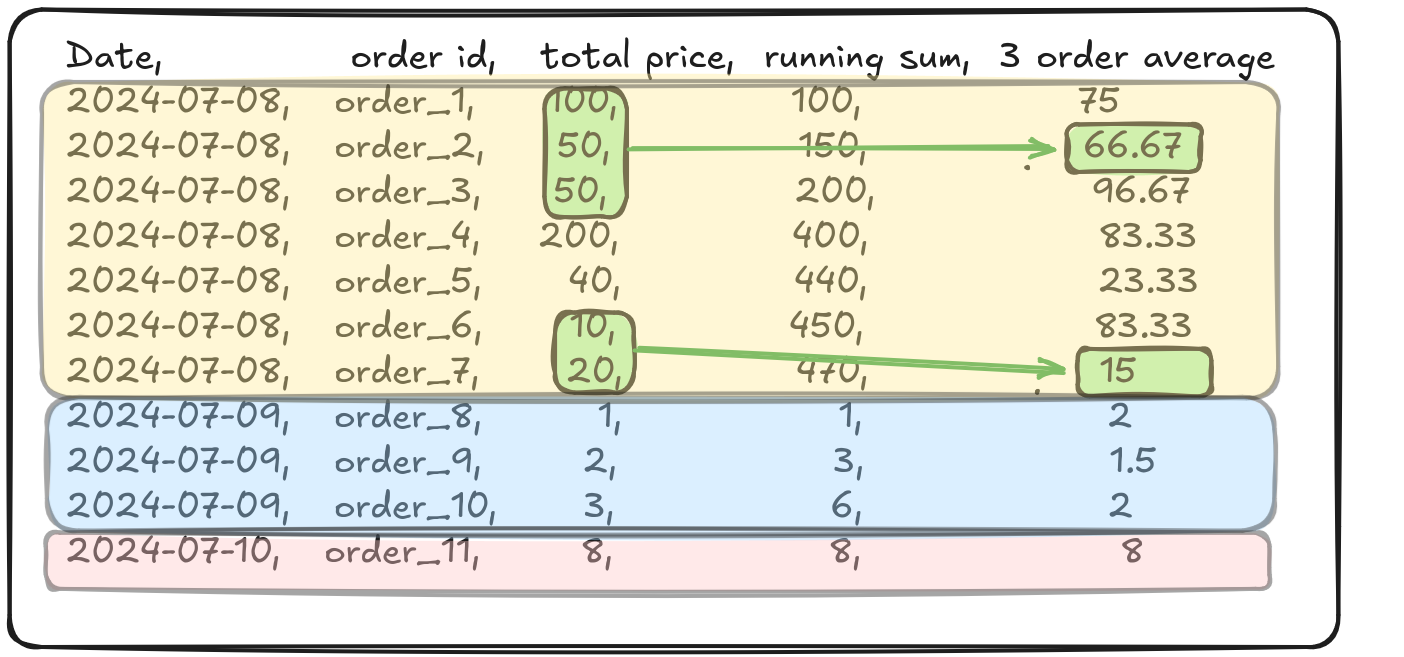 Date, order id, total price, running sum, 3 order average
2024-07-08, order_1, 100, 100, 75
2024-07-08, order_2, 50, 150, 66.67
2024-07-08, order_3, 50, 200, 96.67
2024-07-08, order_4, 200, 400, 83.33
2024-07-08, order_5, 40, 440, 23.33
2024-07-08, order_6, 10, 450, 83.33
2024-07-08, order_7, 20, 470, 15
2024-07-09, order_8, 1, 1, 2
2024-07-09, order_9, 2, 3, 1.5
2024-07-09, order_10, 3, 6, 2
2024-07-10, order_11, 8, 8, 8